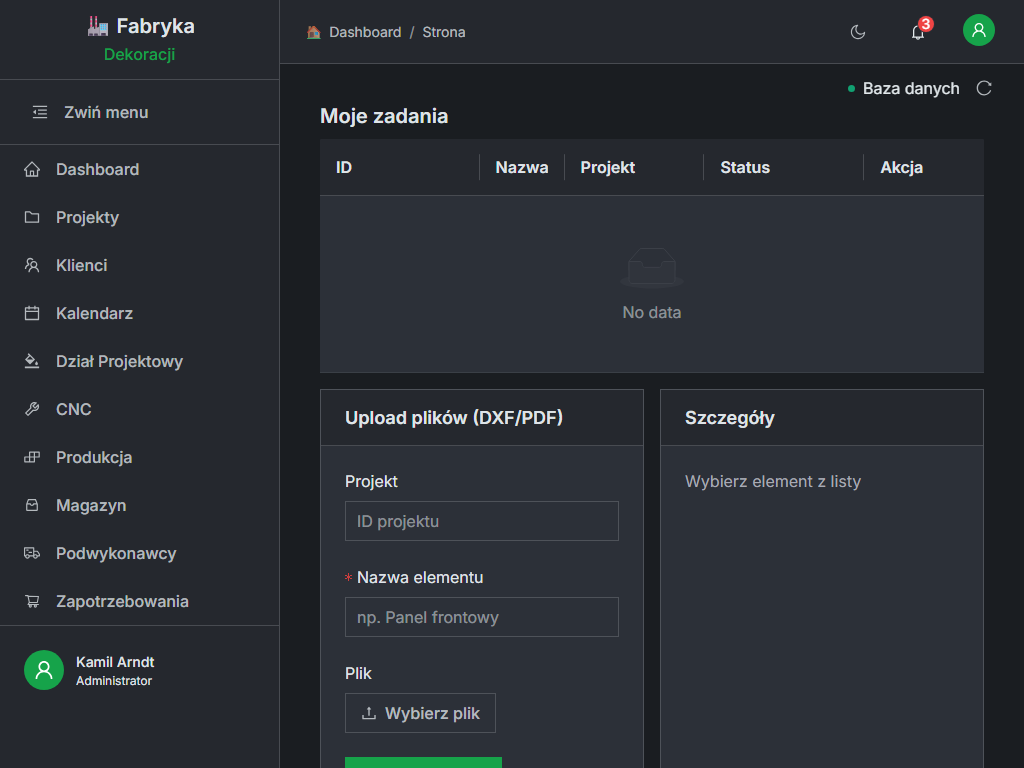 Fabryka
Dekoracji
Dashboard / Strona
3
Zwiń menu
Baza danych
Dashboard
Projekty
Klienci
Kalendarz
Dział Projektowy
CNC
Produkcja
Magazyn
Podwykonawcy
Zapotrzebowania
Kamil Arndt
Administrator
Moje zadania
ID Nazwa Projekt Status Akcja
No data
Upload plików (DXF/PDF)
Projekt
ID projektu
* Nazwa elementu
np. Panel frontowy
Plik
Wybierz plik
Szczegóły
Wybierz element z listy